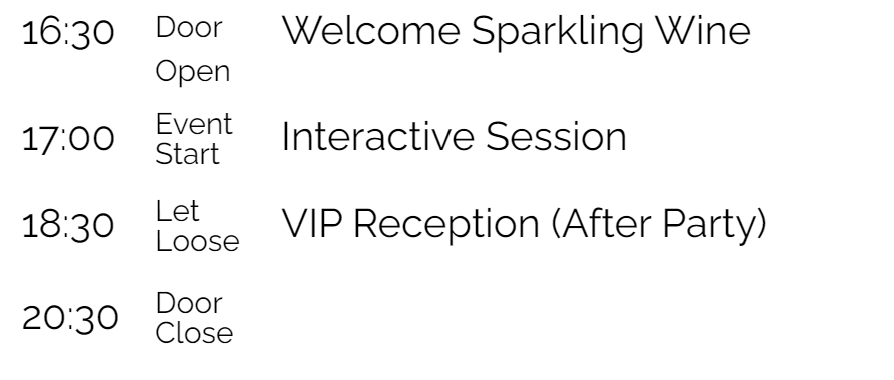 16:30 Door Open Welcome Sparkling Wine
17:00 Event Start Interactive Session
18:30 Let Loose VIP Reception (After Party)
20:30 Door Close